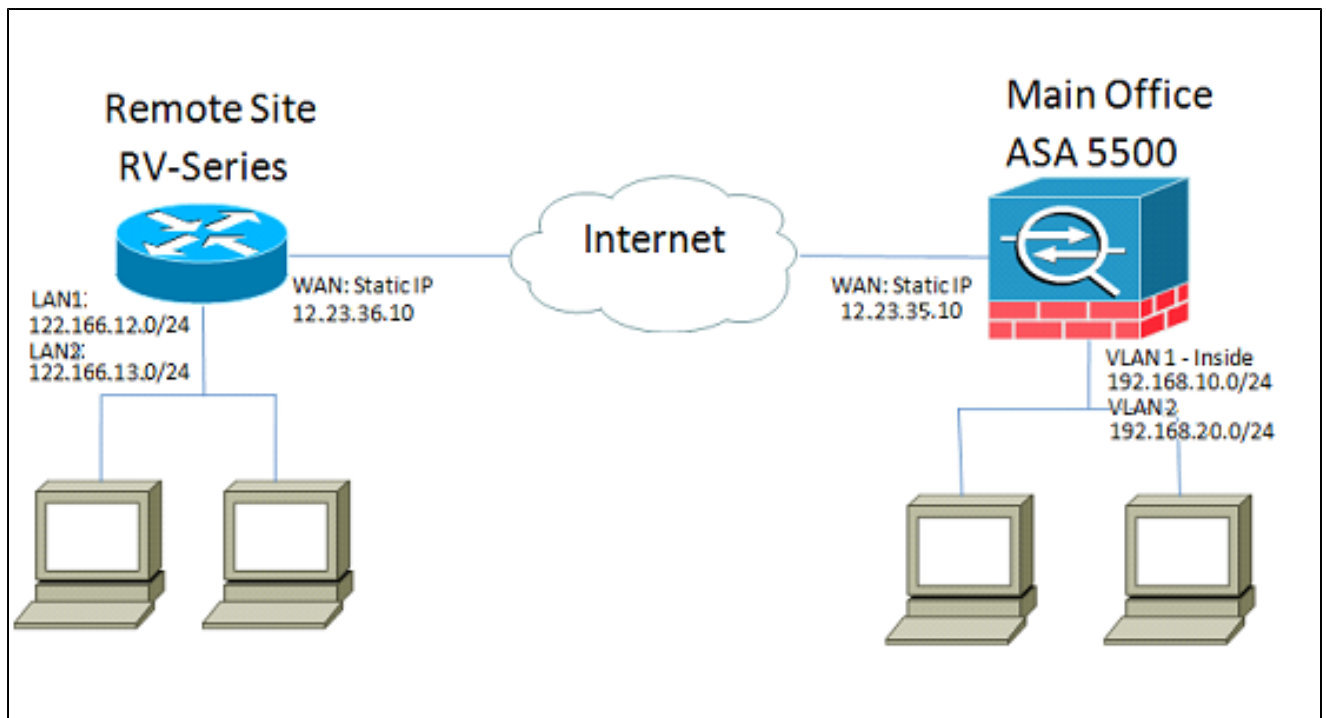 Remote Site
RV-Series
Main Office
ASA 5500
Internet
WAN: Static IP
12.23.36.10
WAN: Static IP
12.23.35.10
LAN1:
122.166.12.0/24
LAN2:
122.166.13.0/24
VLAN 1 - Inside
192.168.10.0/24
VLAN 2
192.168.20.0/24